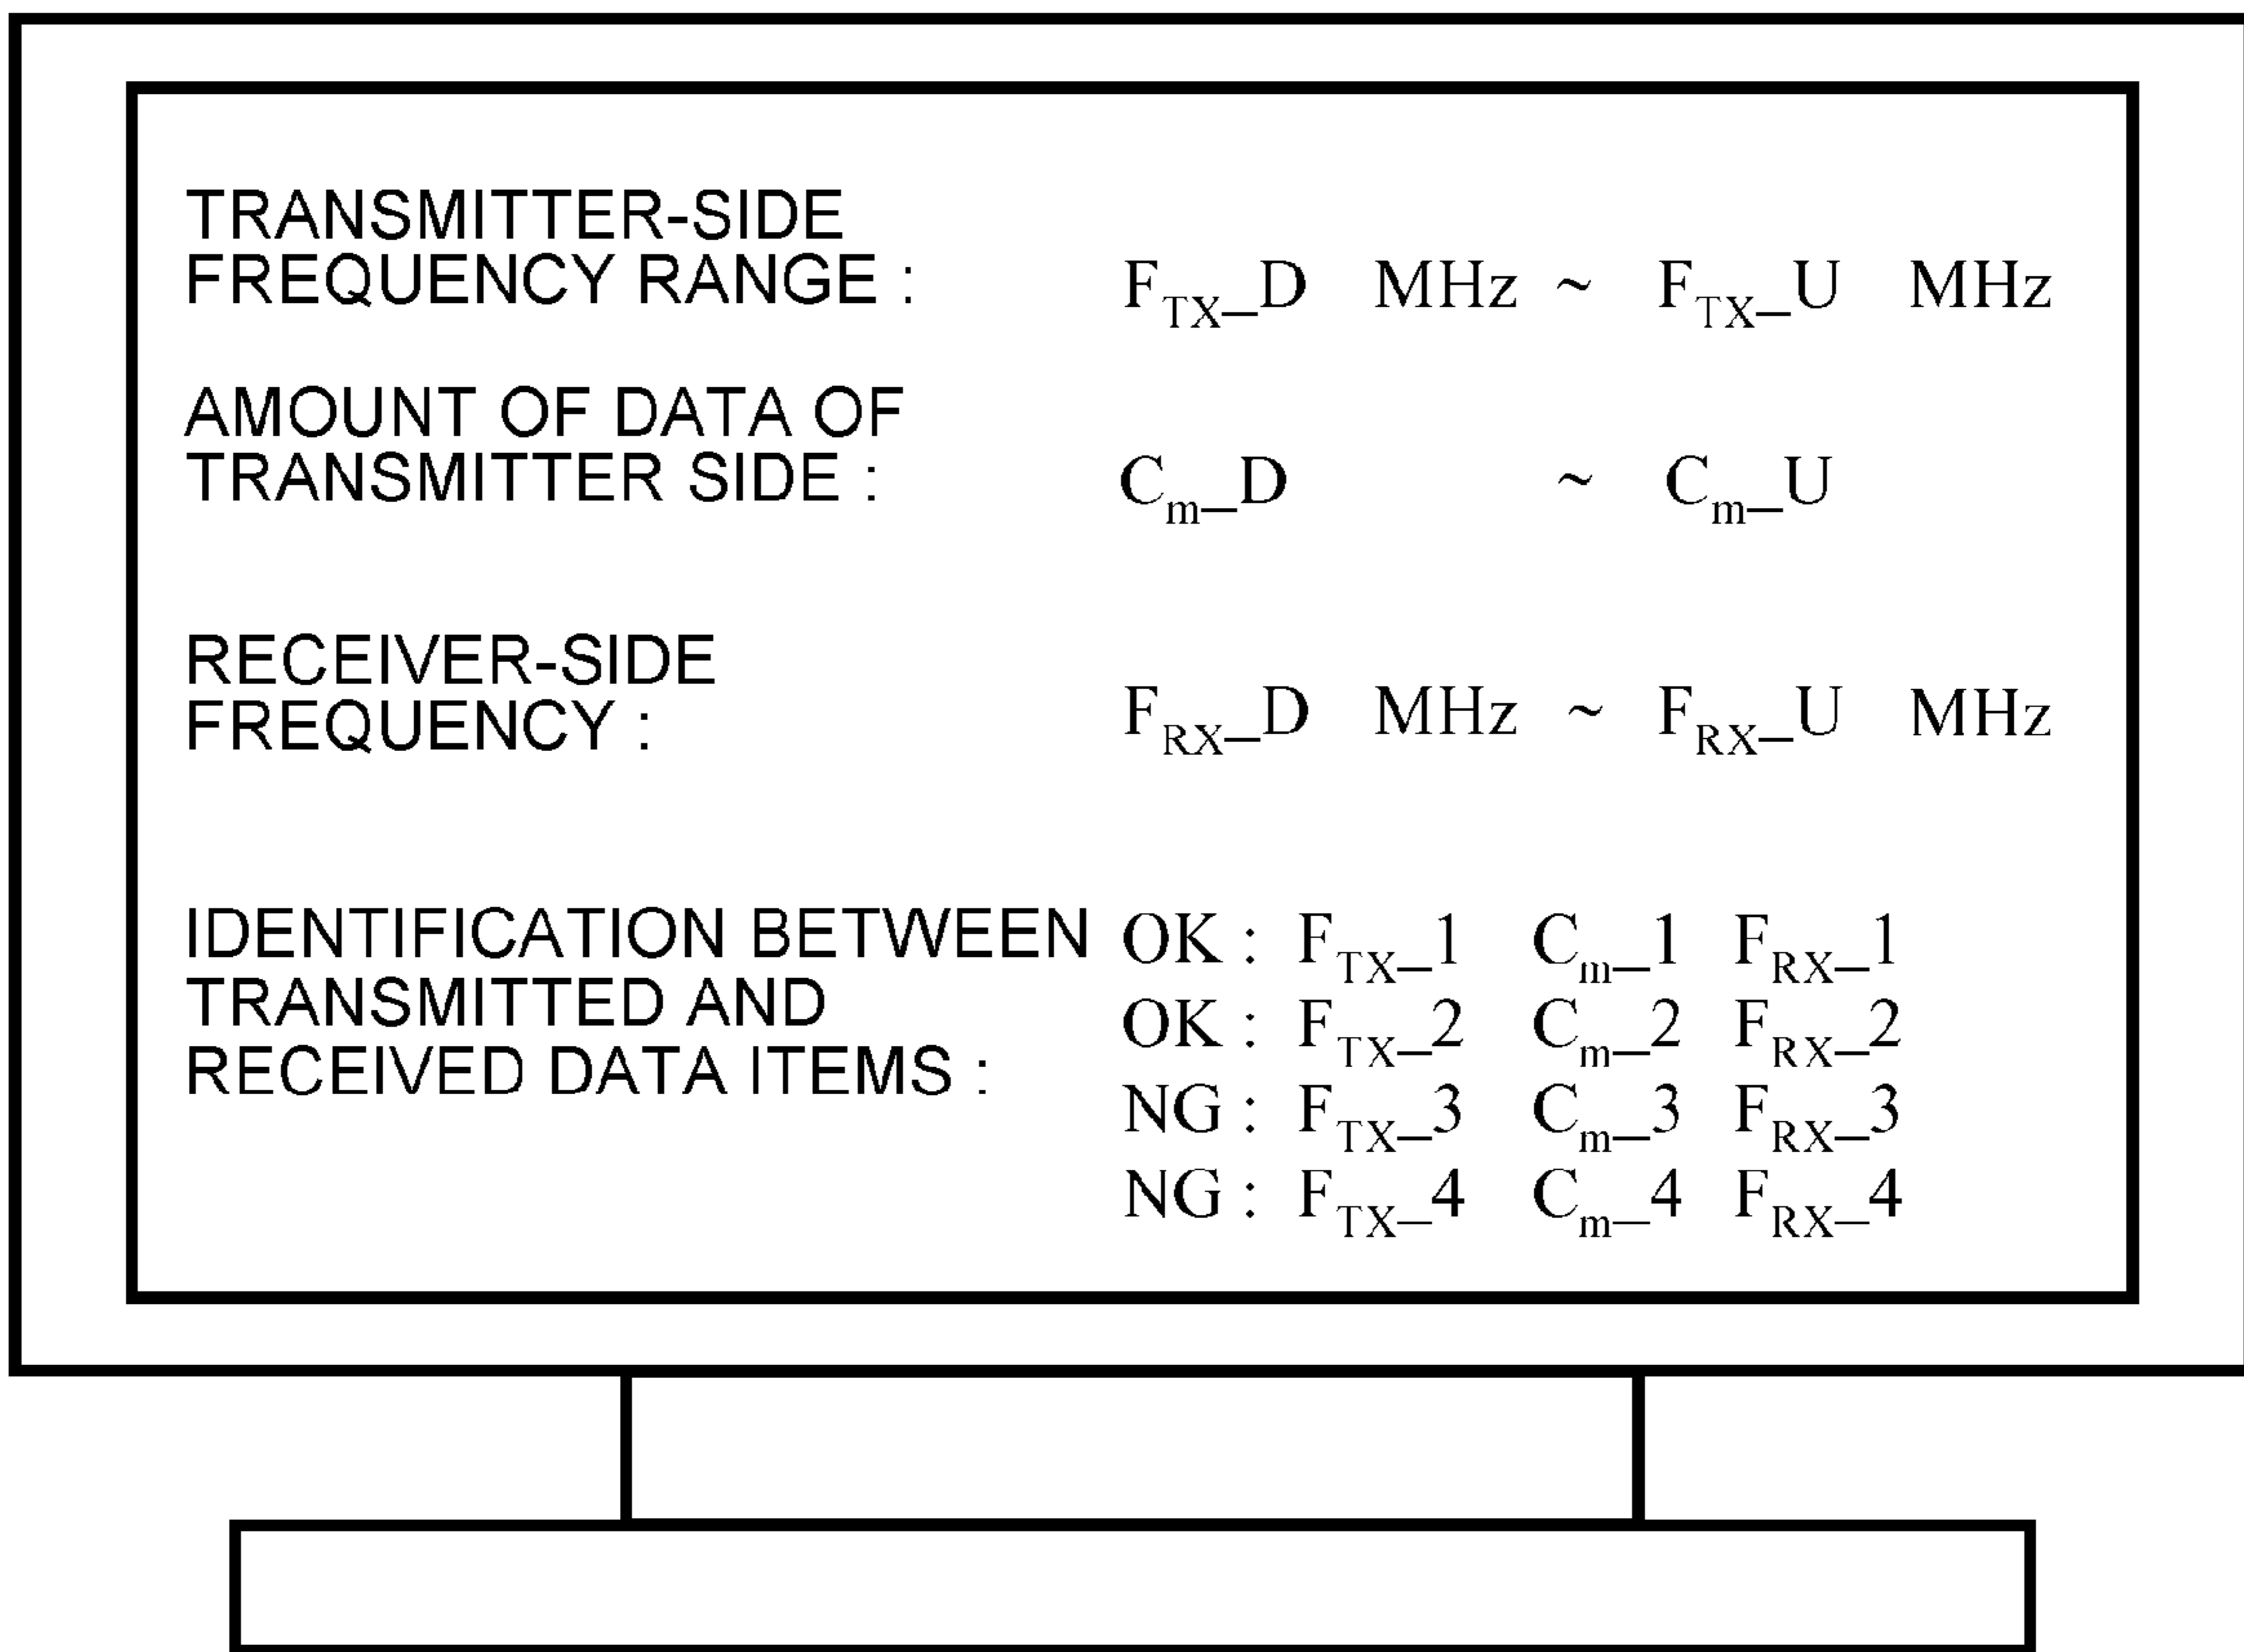 TRANSMITTER-SIDE
FREQUENCY RANGE : F_TX_D MHz ~ F_TX_U MHz
AMOUNT OF DATA OF
TRANSMITTER SIDE : C_m_D ~ C_m_U
RECEIVER-SIDE
FREQUENCY : F_RX_D MHz ~ F_RX_U MHz
IDENTIFICATION BETWEEN OK : F_TX_1 C_m_1 F_RX_1
TRANSMITTED AND OK : F_TX_2 C_m_2 F_RX_2
RECEIVED DATA ITEMS : NG : F_TX_3 C_m_3 F_RX_3
NG : F_TX_4 C_m_4 F_RX_4